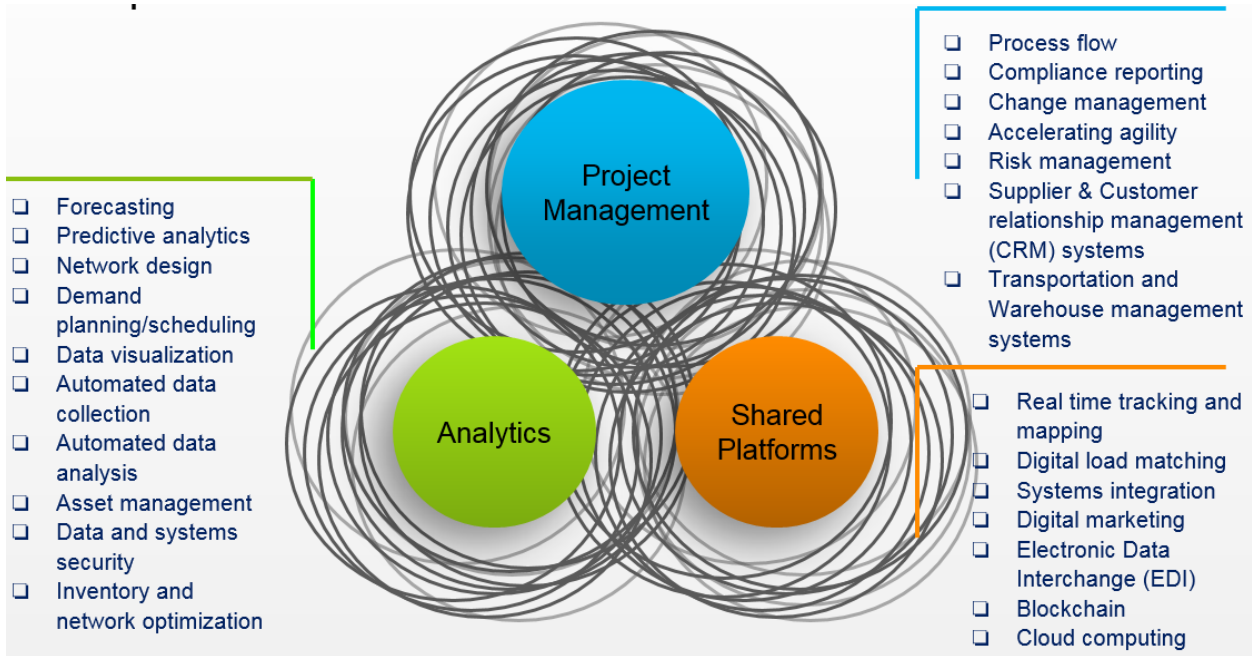 Project
Management
Analytics
Shared
Platforms
❑ Forecasting
❑ Predictive analytics
❑ Network design
❑ Demand
planning/scheduling
❑ Data visualization
❑ Automated data
collection
❑ Automated data
analysis
❑ Asset management
❑ Data and systems
security
❑ Inventory and
network optimization
❑ Process flow
❑ Compliance reporting
❑ Change management
❑ Accelerating agility
❑ Risk management
❑ Supplier & Customer
relationship management
(CRM) systems
❑ Transportation and
Warehouse management
systems
❑ Real time tracking and
mapping
❑ Digital load matching
❑ Systems integration
❑ Digital marketing
❑ Electronic Data
Interchange (EDI)
❑ Blockchain
❑ Cloud computing